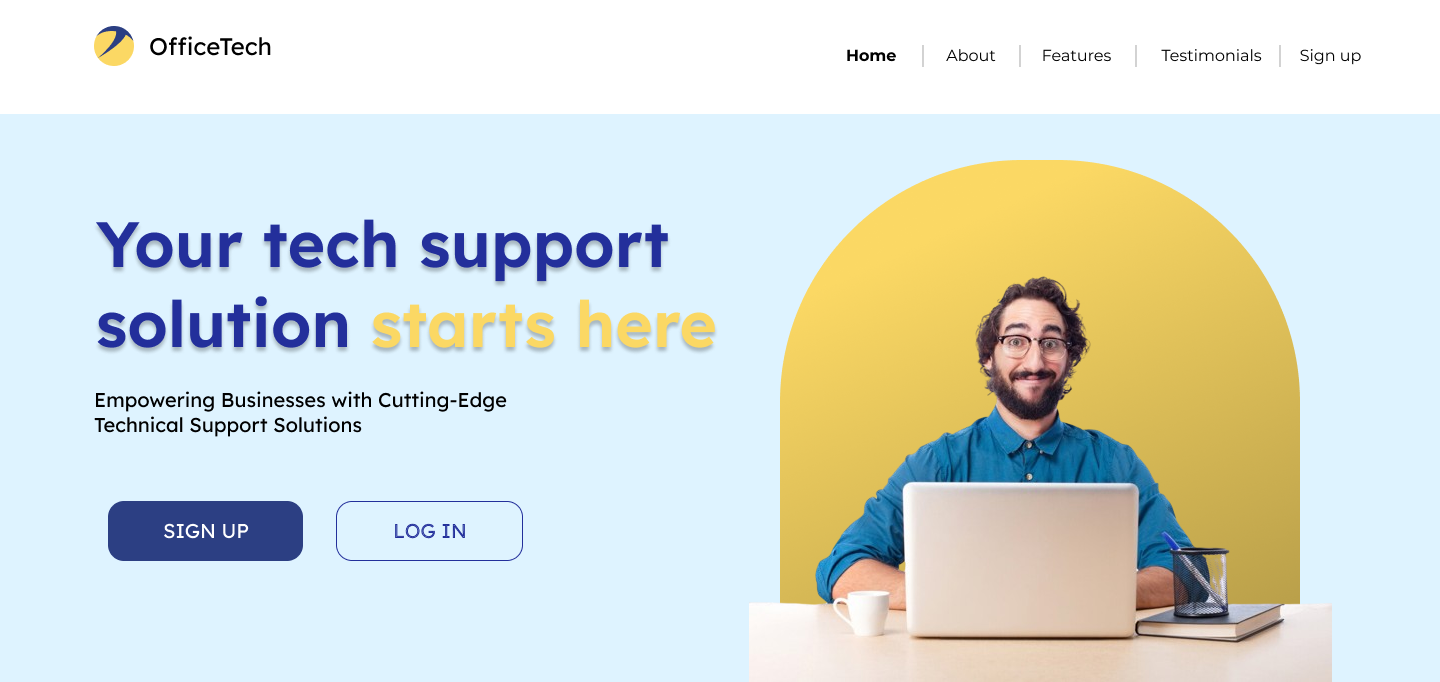 OfficeTech
Home
About
Features
Testimonials
Sign up
Your tech support
solution starts here
Empowering Businesses with Cutting-Edge
Technical Support Solutions
SIGN UP
LOG IN